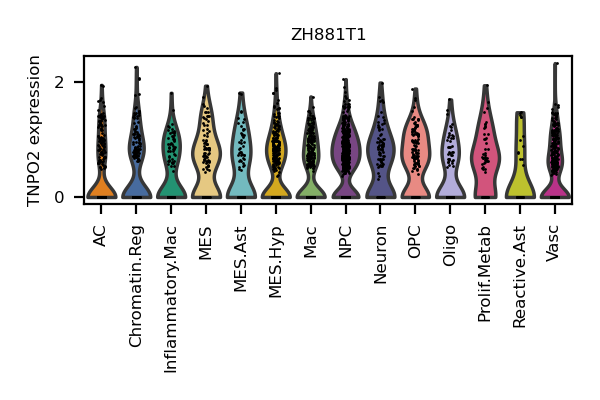 ZH881T1
TNPO2 expression
2
0
AC
Chromatin.Reg
Inflammatory.Mac
MES
MES.Ast
MES.Hyp
Mac
NPC
Neuron
OPC
Oligo
Prolif.Metab
Reactive.Ast
Vasc